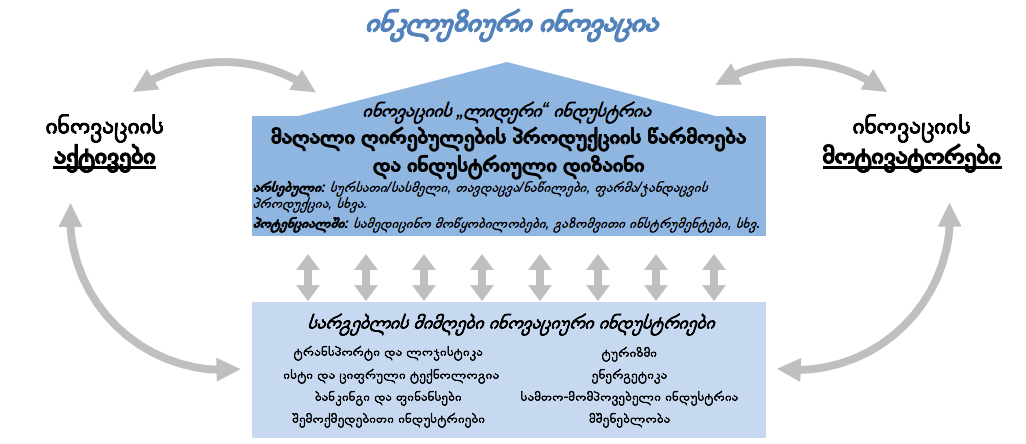 ინკლუზიური ინოვაცია
ინოვაციის
აქტივები
ინოვაციის „ლიდერი“ ინდუსტრია
მაღალი ღირებულების პროდუქციის წარმოება
და ინდუსტრიული დიზაინი
არსებული: სურსათი/სასმელი, თავდაცვა/ნაწილები, ფარმა/ჯანდაცვის
პროდუქცია, სხვა.
პოტენციალში: სამედიცინო მოწყობილობები, გაზომვითი ინსტრუმენტები, სხვ.
ინოვაციის
მოტივატორები
სარგებლის მიმღები ინოვაციური ინდუსტრიები
ტრანსპორტი და ლოჯისტიკა
ისტი და ციფრული ტექნოლოგია
ბანკინგი და ფინანსები
შემოქმედებითი ინდუსტრიები
ტურიზმი
ენერგეტიკა
სამთო-მომპოვებელი ინდუსტრია
მშენებლობა